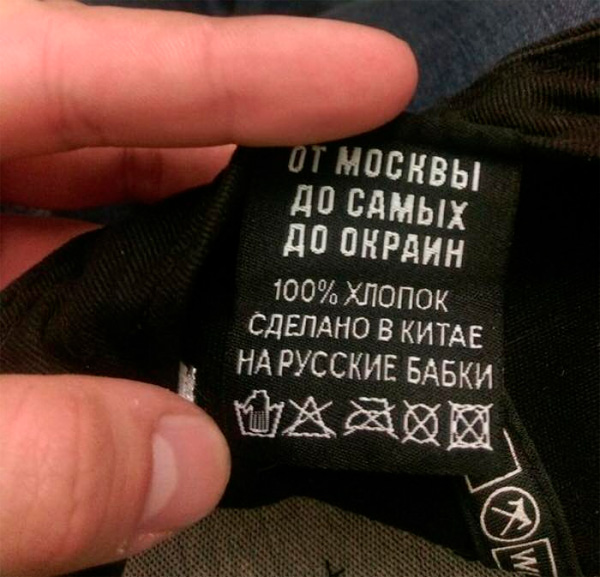 ОТ МОСКВЫ
ДО САМЫХ
ДО ОКРАИН
100% ХЛОПОК
СДЕЛАНО В КИТАЕ
НА РУССКИЕ БАБКИ